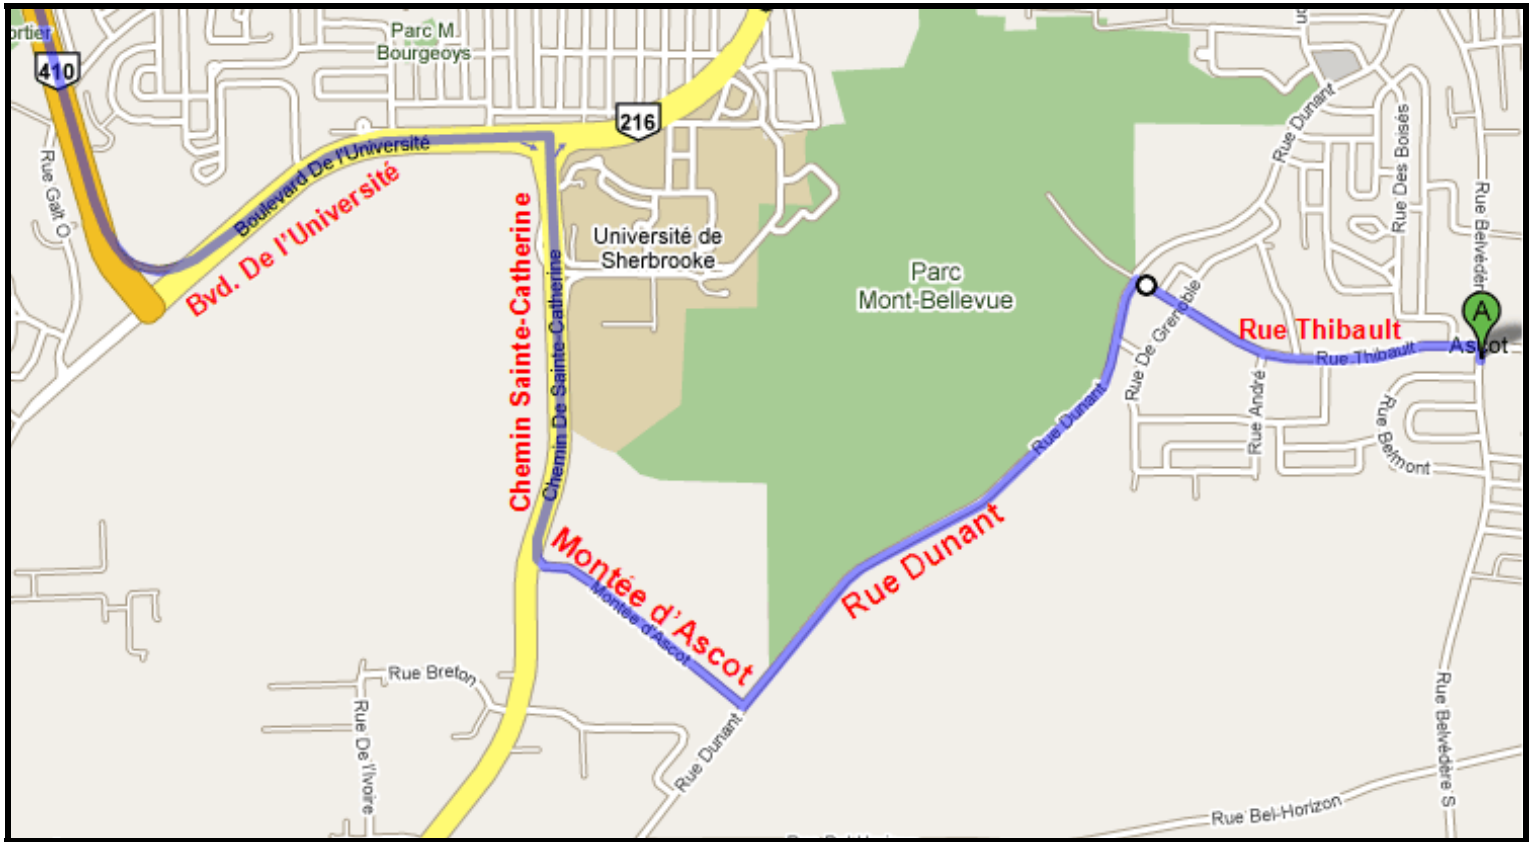 ortier
Parc M.
Bourgeoys
410
216
Rue Galt O
Boulevard De l'Université
Bvd. De l'Université
Chemin Sainte-Catherine
Chemin De Sainte-Catherine
Université de
Sherbrooke
Parc
Mont-Bellevue
Rue Dunant
Rue Des Boisés
Rue Belvédèr
on
A
Ascot
Rue Thibault
Rue Thibault
Rue De Grenoble
Rue André
Rue Belmont
Rue Dunant
Rue Dunant
Montée d'Ascot
Montée d'Ascot
Rue Dunant
Rue Breton
Rue De l'Ivoire
Rue Belvédère S
Rue Bel-Horizon